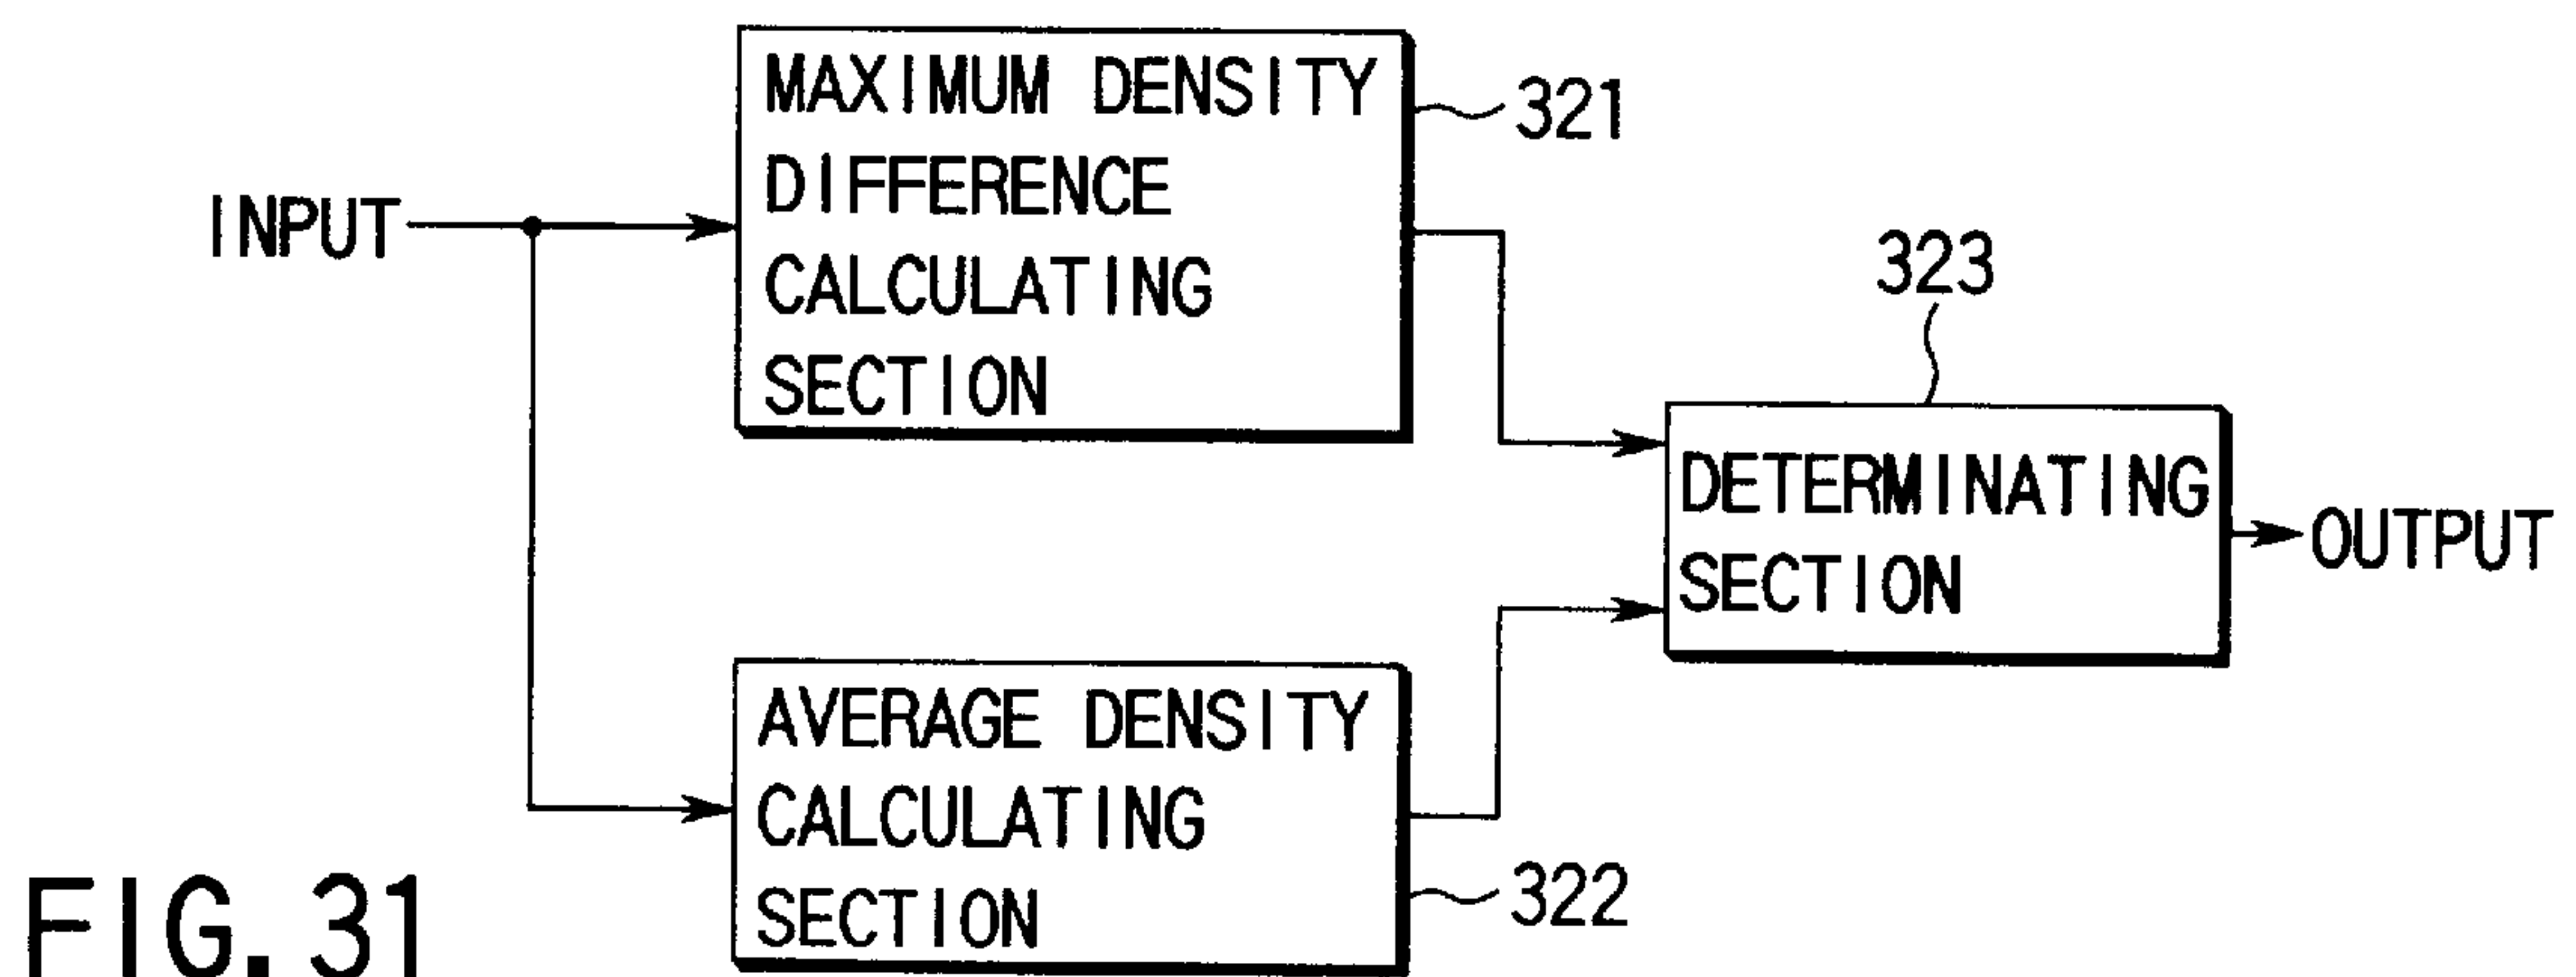 MAXIMUM DENSITY
DIFFERENCE
CALCULATING
SECTION
321
INPUT
323
DETERMINATING
SECTION
OUTPUT
AVERAGE DENSITY
CALCULATING
SECTION
322
FIG. 31